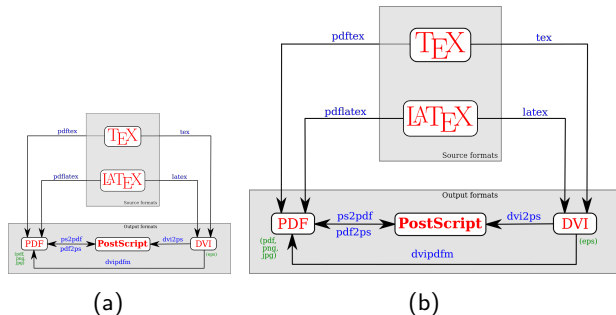 pdftex
TEX
tex
pdflatex
LATEX
latex
Source formats
Output formats
PDF
ps2pdf
pdf2ps
PostScript
dvi2ps
DVI
(pdf,
png,
jpg)
(eps)
dvipdfm
(a)
pdftex
TEX
tex
pdflatex
LATEX
latex
Source formats
Output formats
PDF
ps2pdf
pdf2ps
PostScript
dvi2ps
DVI
(pdf,
png,
jpg)
(eps)
dvipdfm
(b)